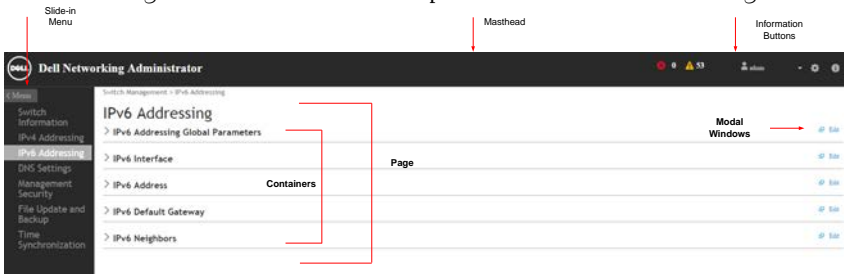 Slide-in
Menu
Masthead
Information
Buttons
DELL Dell Networking Administrator
0 53 admin
< Menu
Switch Management > IPv6 Addressing
Switch
Information
IPv4 Addressing
IPv6 Addressing
DNS Settings
Management
Security
File Update and
Backup
Time
Synchronization
IPv6 Addressing
> IPv6 Addressing Global Parameters
Edit
> IPv6 Interface
Edit
> IPv6 Address
Edit
> IPv6 Default Gateway
Edit
> IPv6 Neighbors
Edit
Modal
Windows
Page
Containers